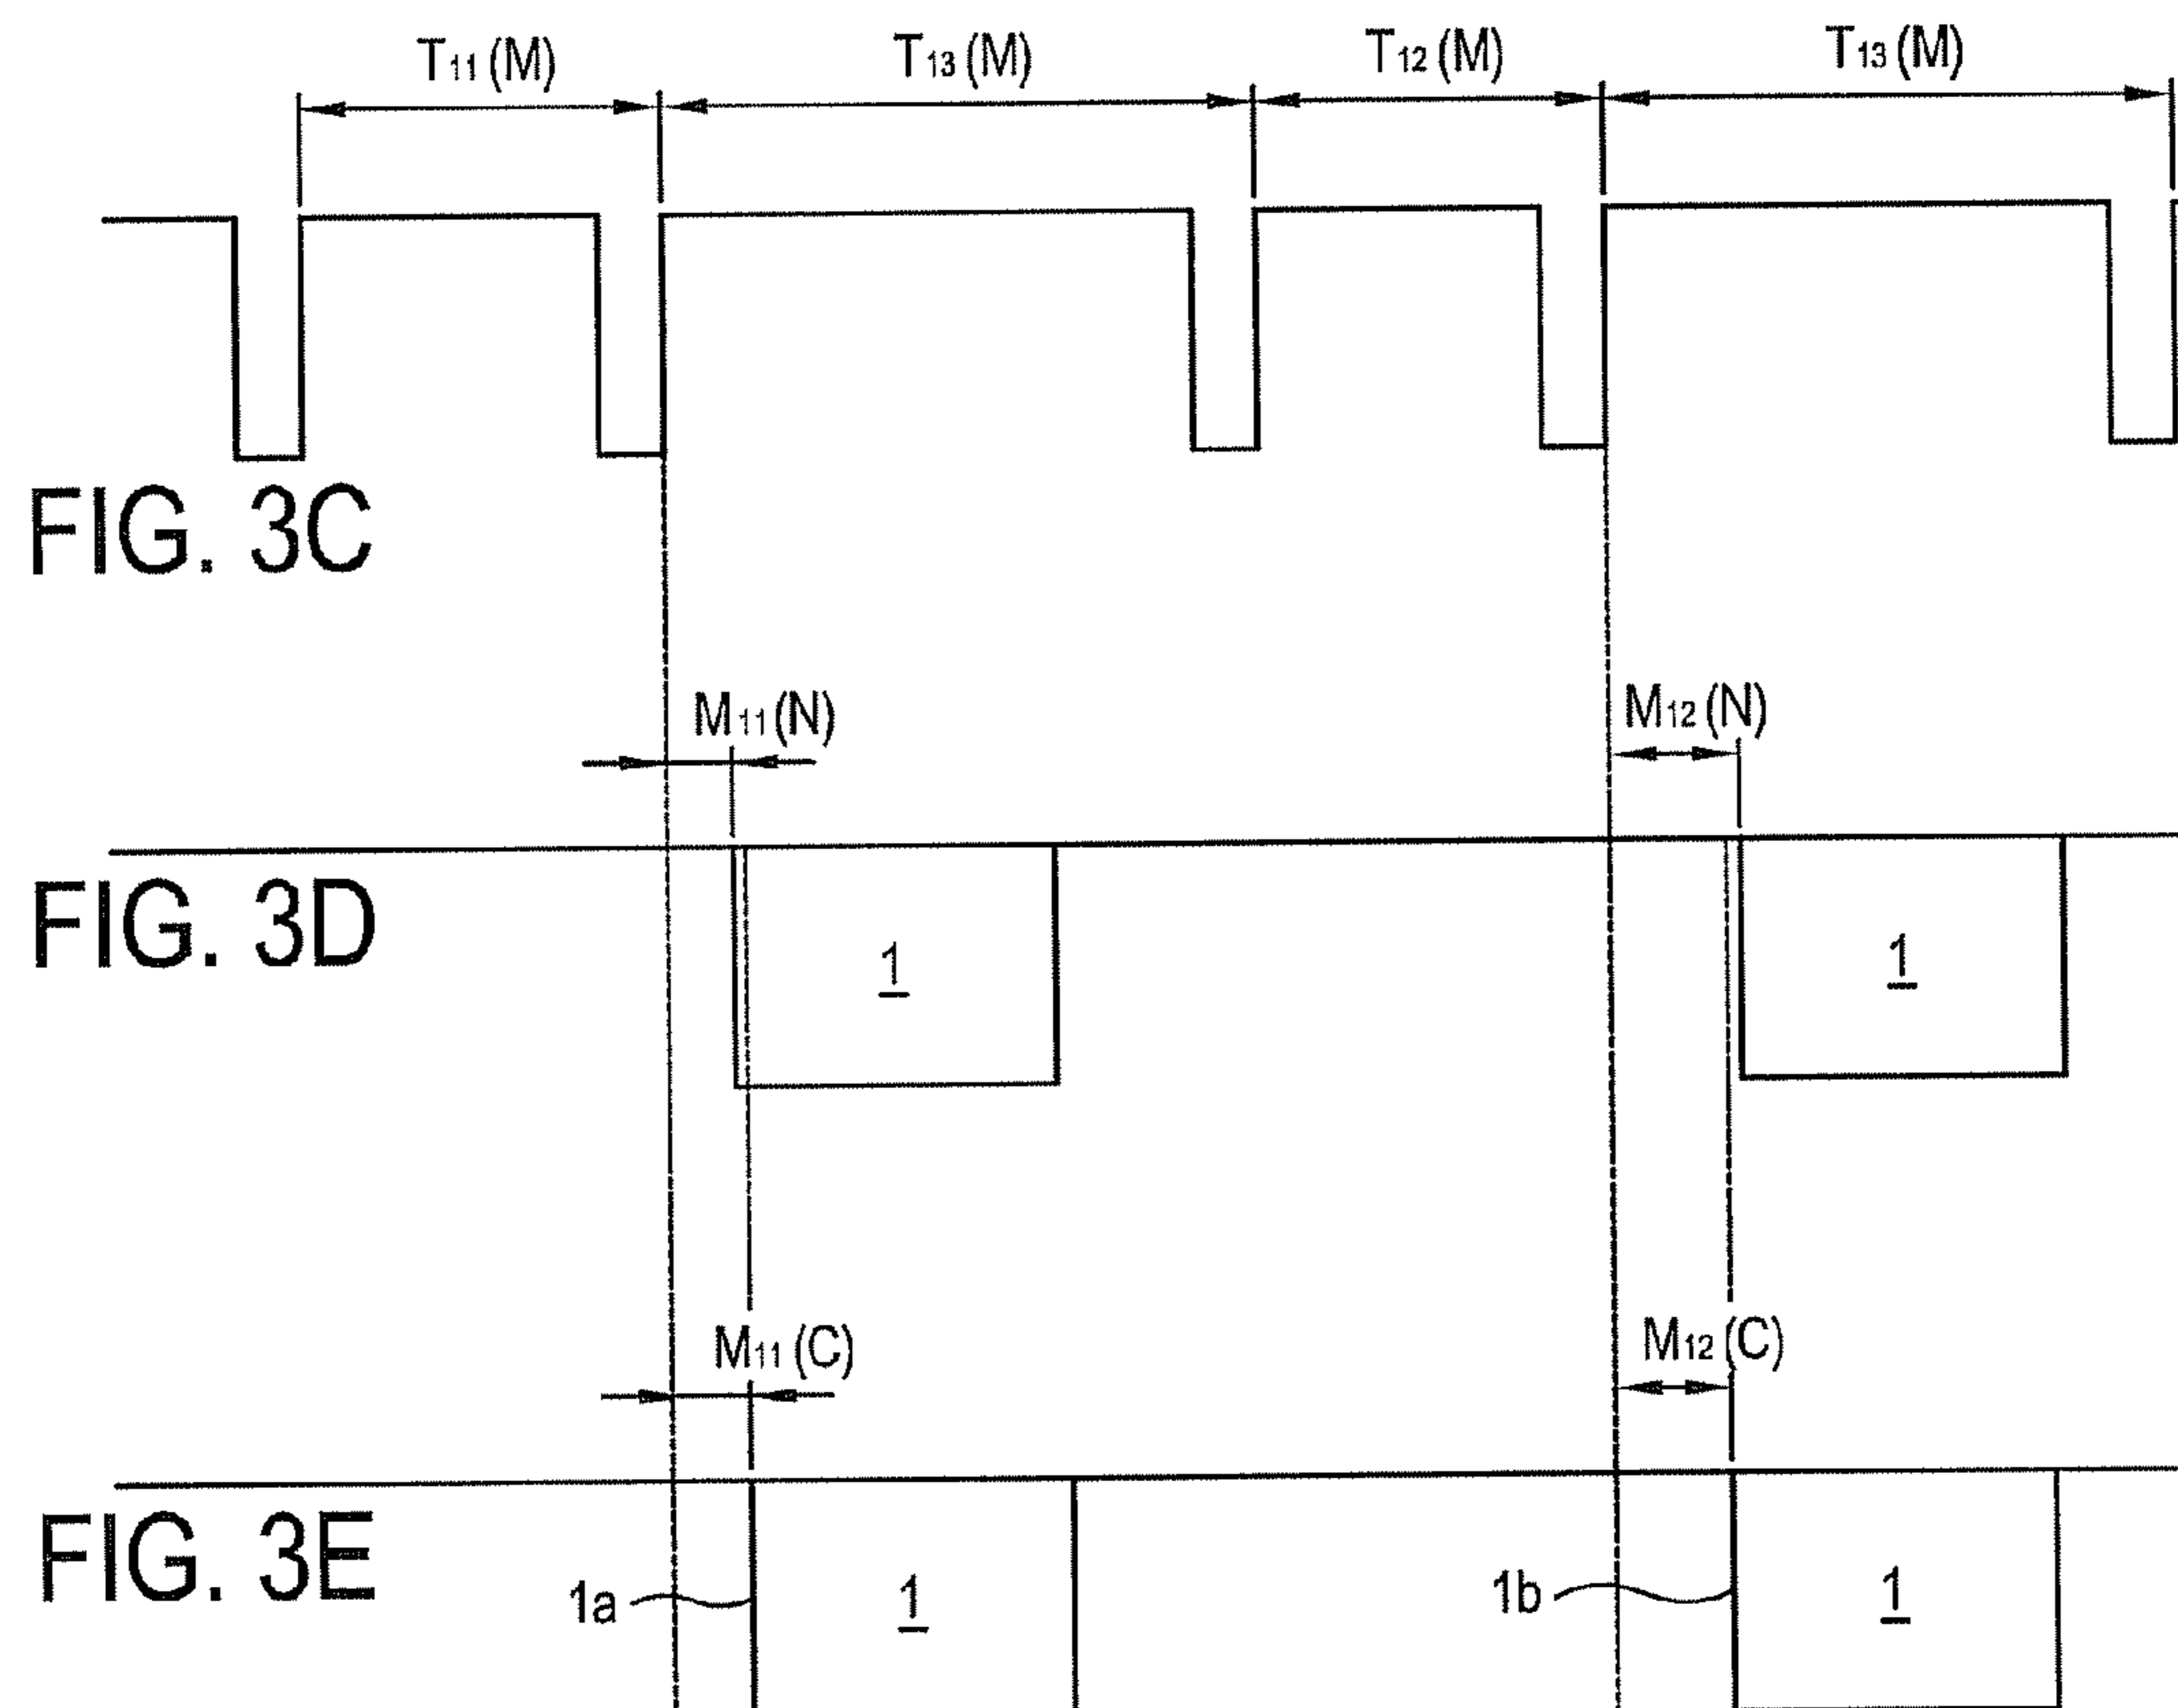 T11 (M) T13 (M) T12 (M) T13 (M)
FIG. 3C
M11 (N) M12 (N)
FIG. 3D
1 1
M11 (C) M12 (C)
FIG. 3E
1a 1 1b 1